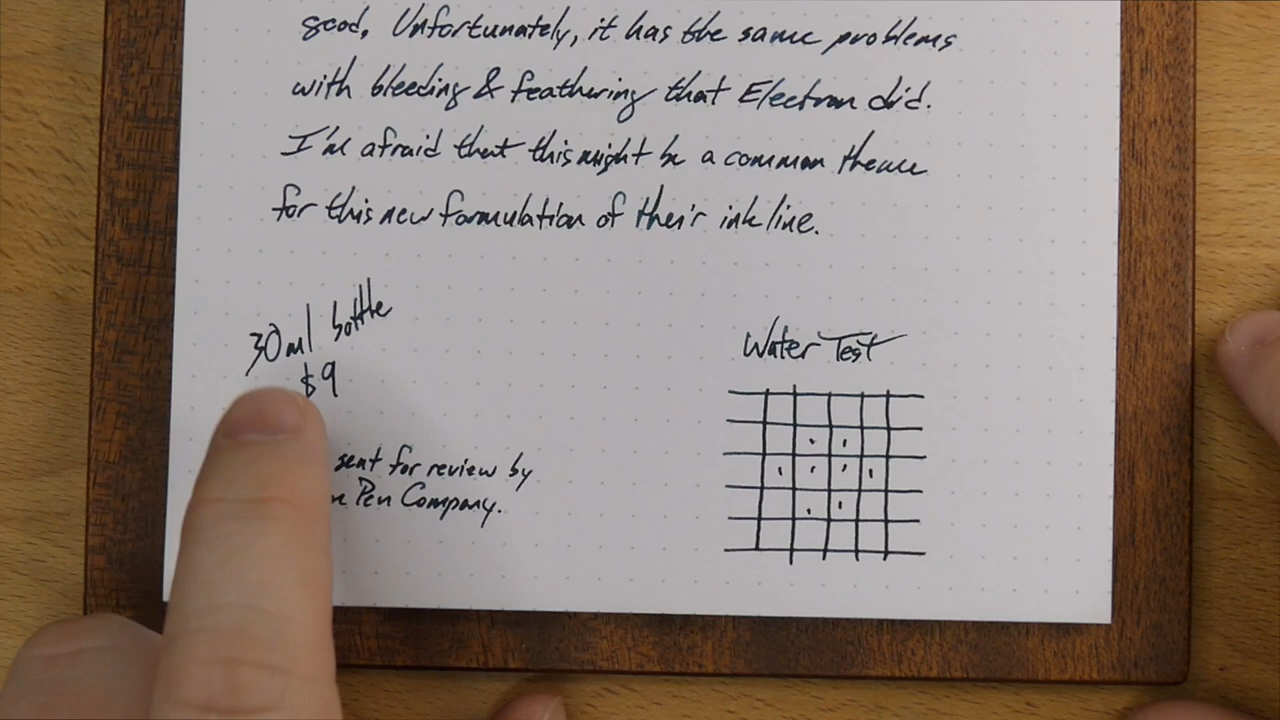 good. Unfortunately, it has the same problems
with bleeding & feathering that Electron did.
I'm afraid that this might be a common theme
for this new formulation of their ink line.
30ml bottle
$9
Water Test
sent for review by
Pen Company.